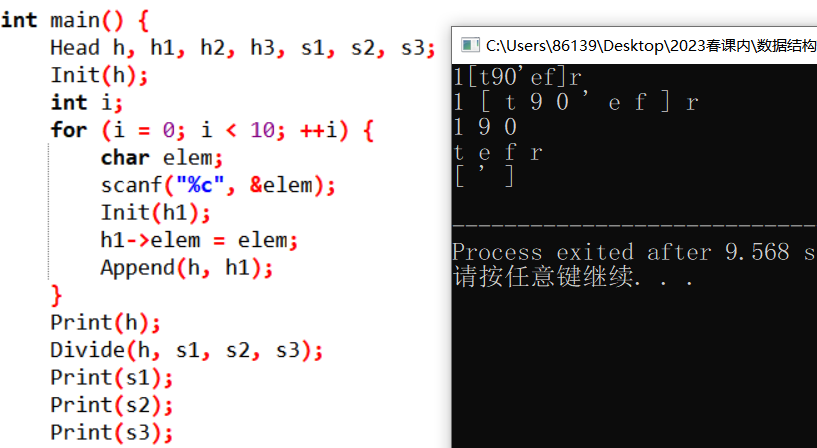 int main() {
    Head h, h1, h2, h3, s1, s2, s3;
    Init(h);
    int i;
    for (i = 0; i < 10; ++i) {
        char elem;
        scanf("%c", &elem);
        Init(h1);
        h1->elem = elem;
        Append(h, h1);
    }
    Print(h);
    Divide(h, s1, s2, s3);
    Print(s1);
    Print(s2);
    Print(s3);
C:\Users\86139\Desktop\2023春课内\数据结构
1[t90'ef]r
1 [ t 9 0 ' e f ] r
1 9 0
t e f r
[ ' ]
--------------------------------
Process exited after 9.568 s
请按任意键继续. . .